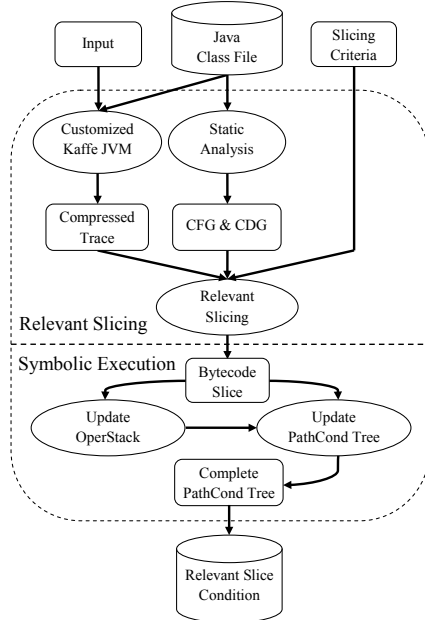 Input
Java
Class File
Slicing
Criteria
Customized
Kaffe JVM
Static
Analysis
Compressed
Trace
CFG & CDG
Relevant
Slicing
Relevant Slicing
Symbolic Execution
Bytecode
Slice
Update
OperStack
Update
PathCond Tree
Complete
PathCond Tree
Relevant Slice
Condition